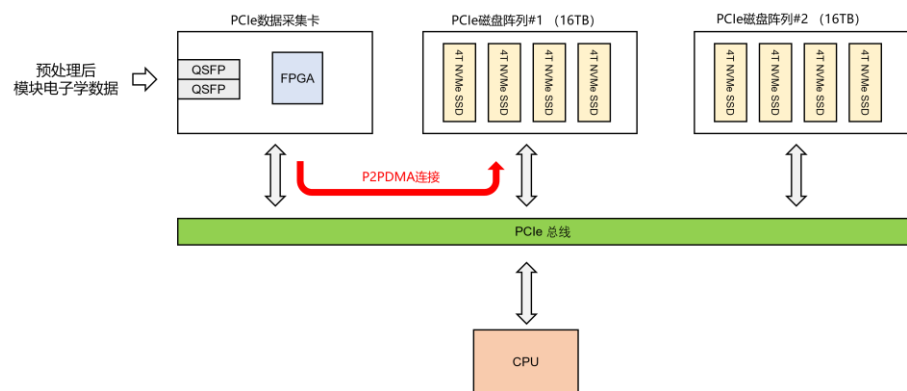 PCIe数据采集卡
PCIe磁盘阵列#1 （16TB）
PCIe磁盘阵列#2 （16TB）
预处理后
模块电子学数据
QSFP
QSFP
FPGA
4T NVMe SSD
4T NVMe SSD
4T NVMe SSD
4T NVMe SSD
4T NVMe SSD
4T NVMe SSD
4T NVMe SSD
4T NVMe SSD
P2PDMA连接
PCIe 总线
CPU